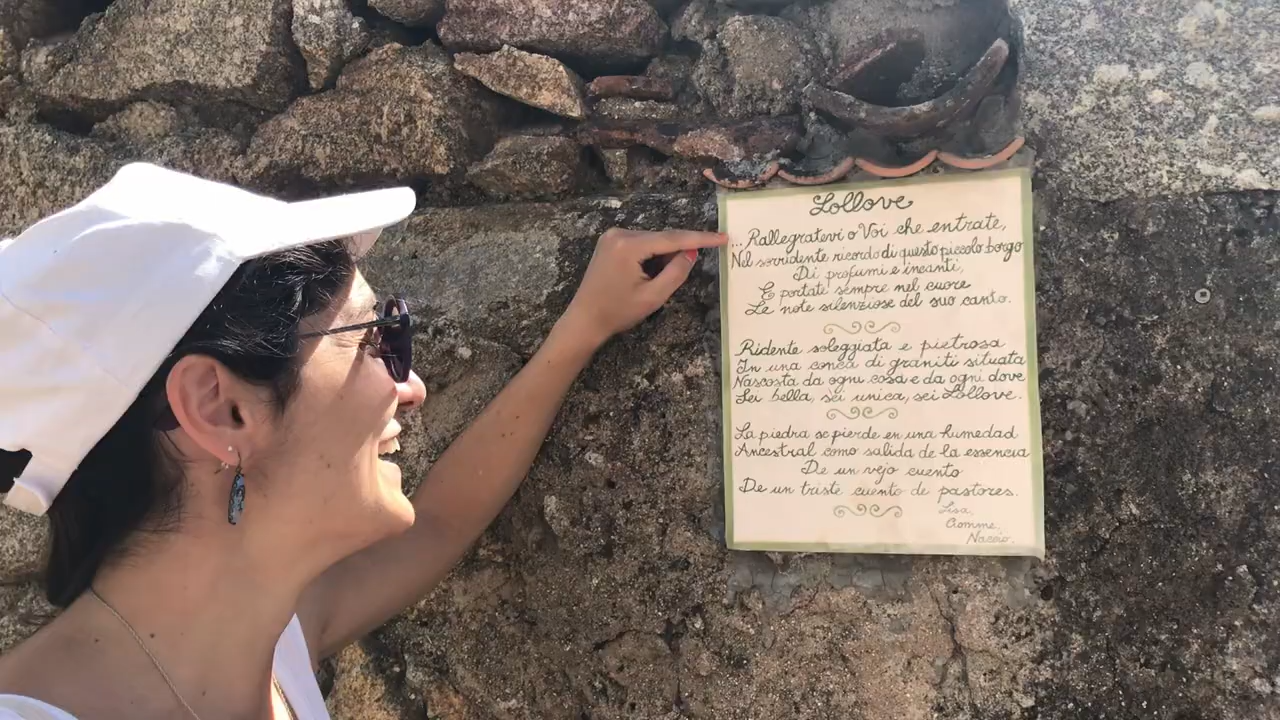 Lollove
... Rallegratevi o Voi che entrate,
Nel sorridente ricordo di questo piccolo borgo
Di profumi e incanti,
E portate sempre nel cuore
Le note silenziose del suo canto.
Ridente soleggiata e pietrosa
In una conca di graniti situata
Nascosta da ogni cosa e da ogni dove
Sei bella, sei unica, sei Lollove.
La piedra se pierde en una humedad
Ancestral como salida de la essencia
De un vejo cuento
De un triste cuento de pastores.
Lisa,
Ciomme,